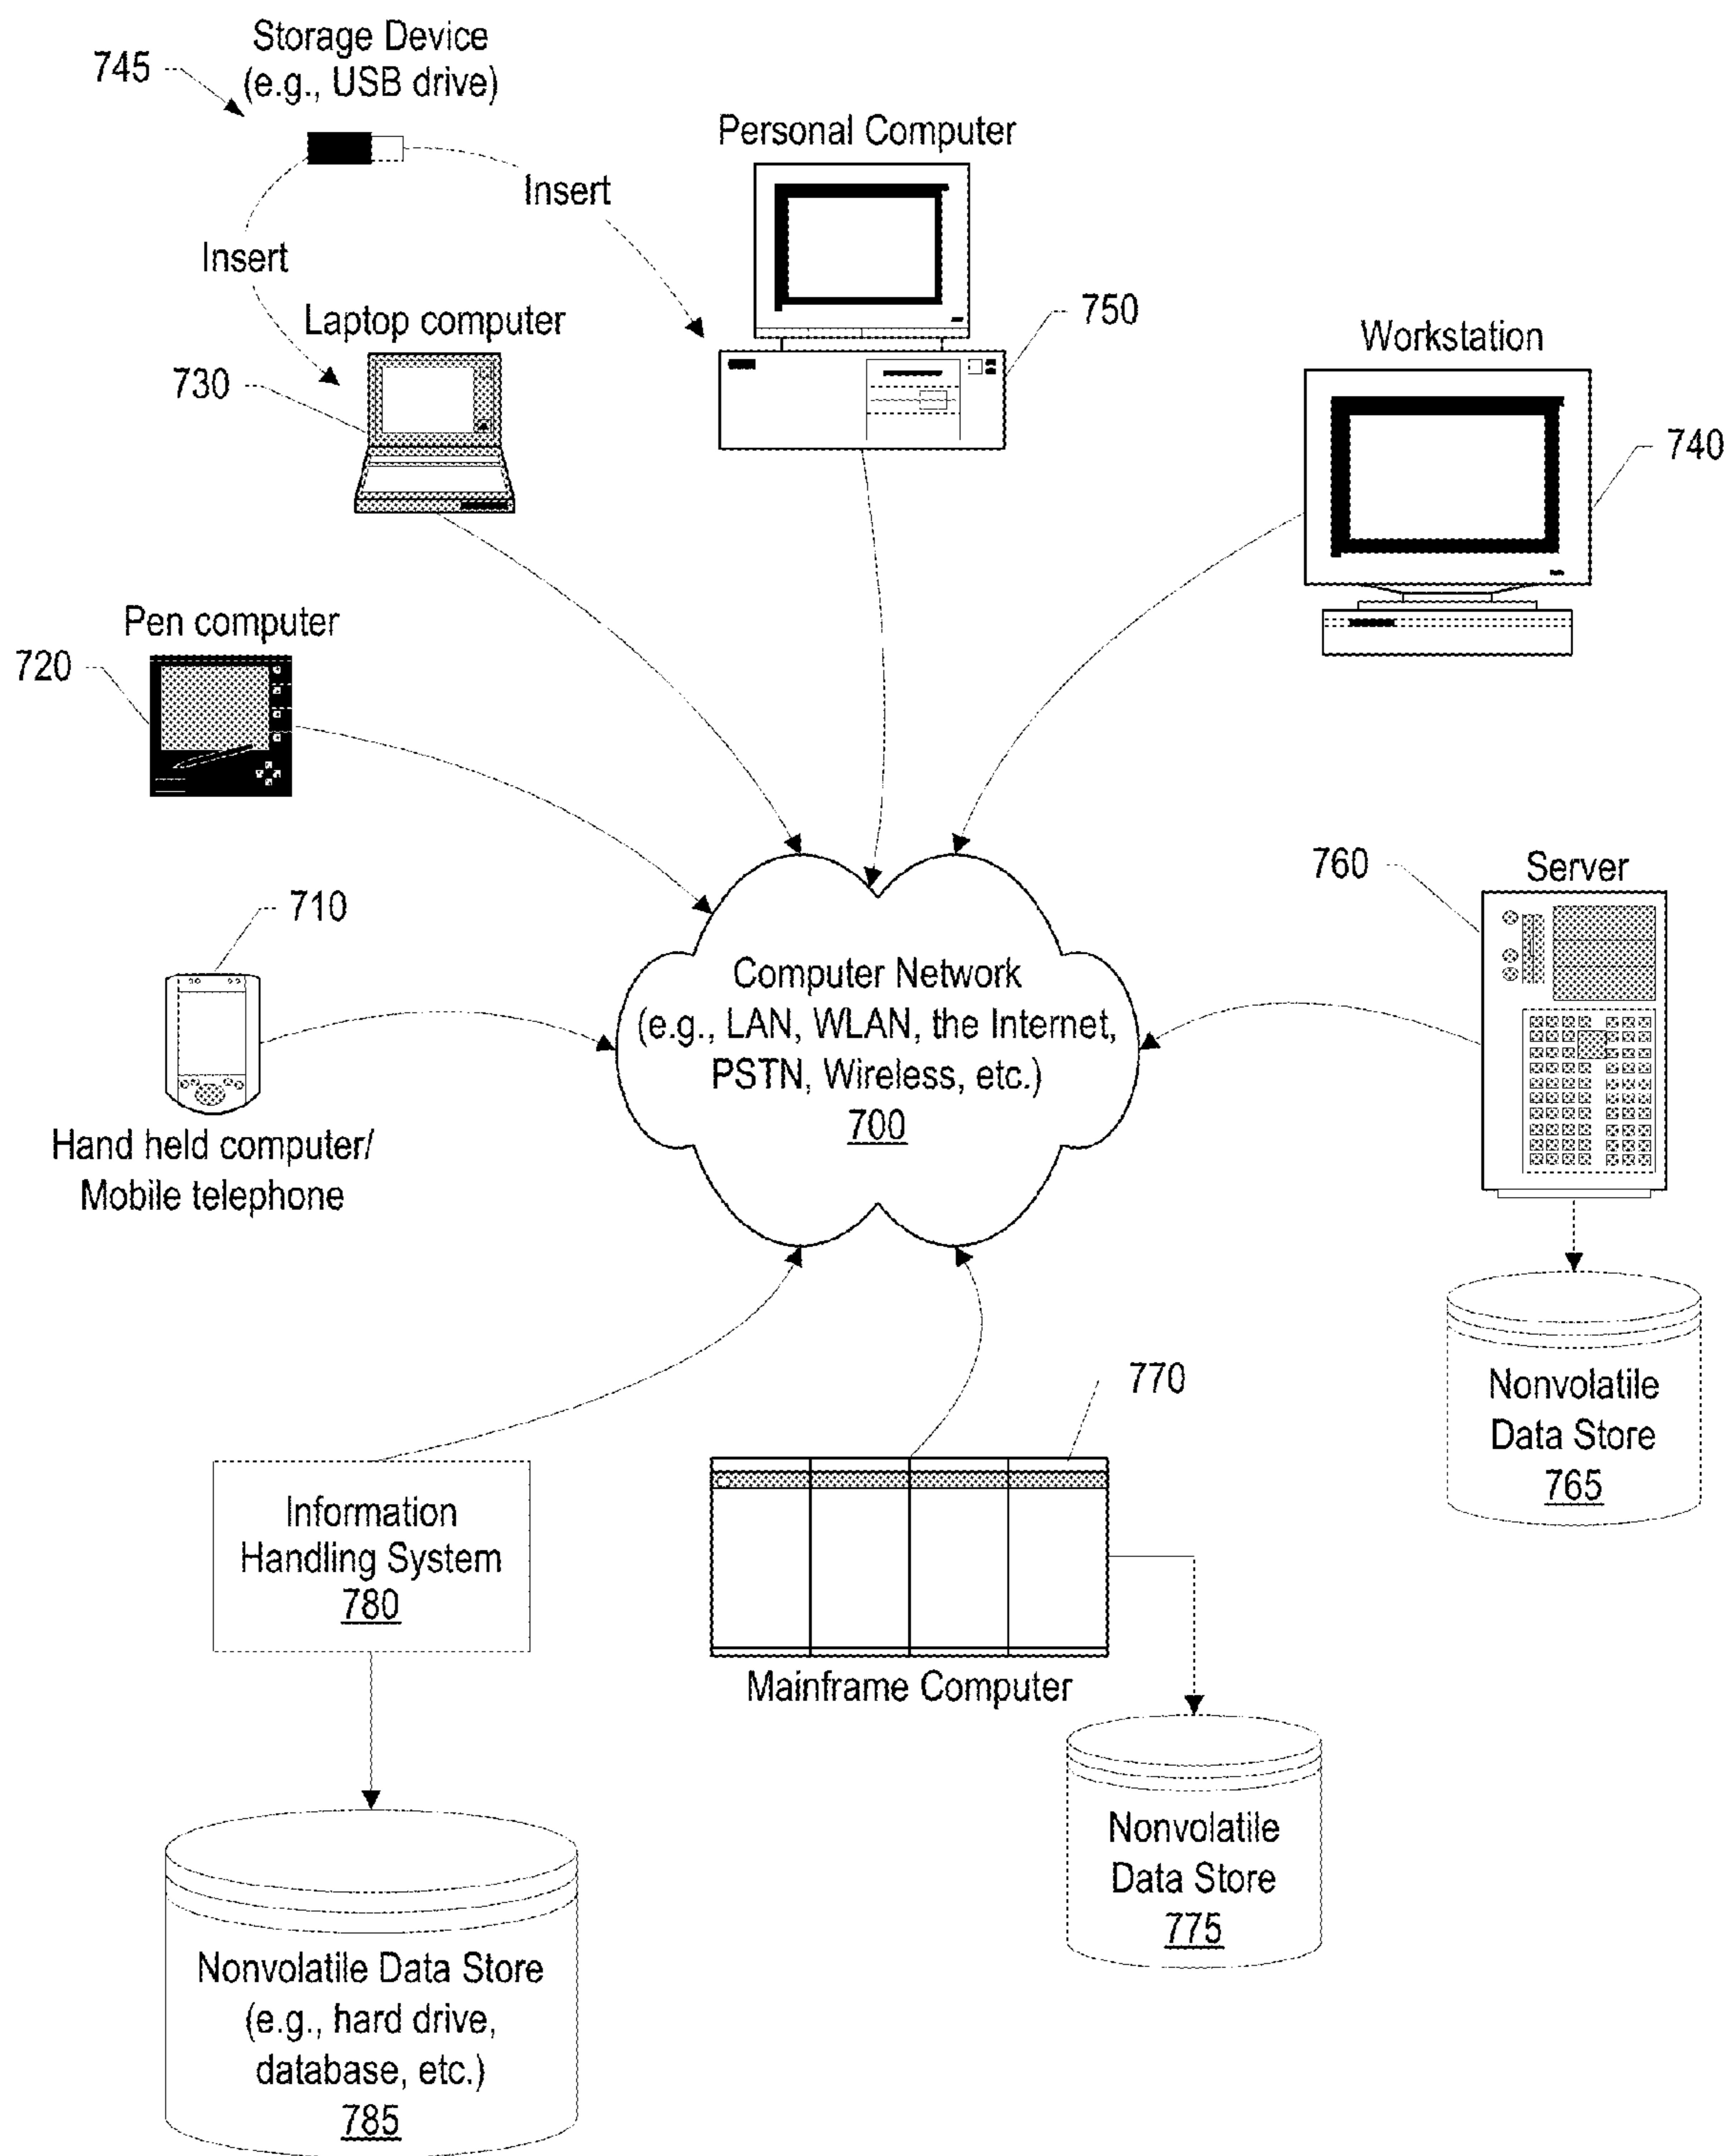 Storage Device
(e.g., USB drive)
745
Personal Computer
Insert
Insert
Laptop computer
730
750
Workstation
740
Pen computer
720
760
Server
710
Computer Network
(e.g., LAN, WLAN, the Internet,
PSTN, Wireless, etc.)
700
Hand held computer/
Mobile telephone
770
Nonvolatile
Data Store
765
Information
Handling System
780
Mainframe Computer
Nonvolatile
Data Store
775
Nonvolatile Data Store
(e.g., hard drive,
database, etc.)
785